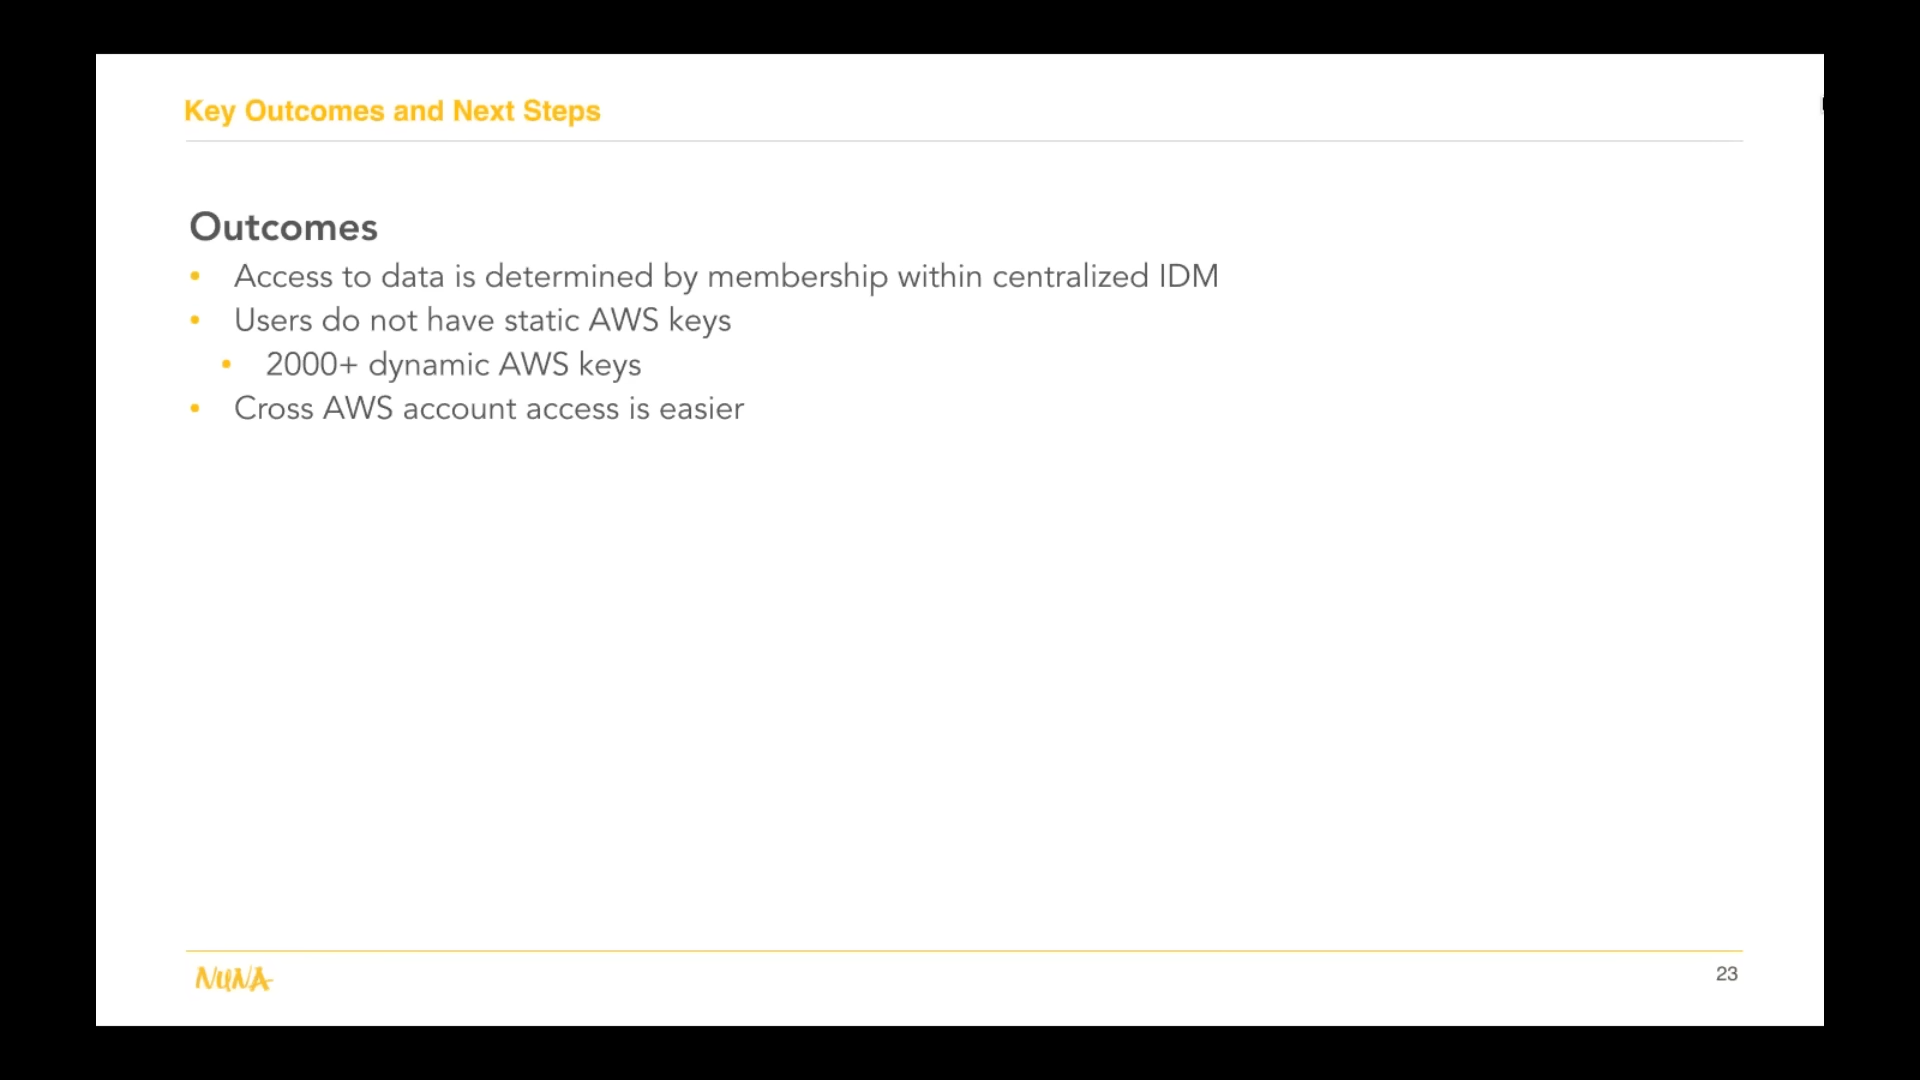 Key Outcomes and Next Steps
Outcomes
• Access to data is determined by membership within centralized IDM
• Users do not have static AWS keys
• 2000+ dynamic AWS keys
• Cross AWS account access is easier
NUNA
23